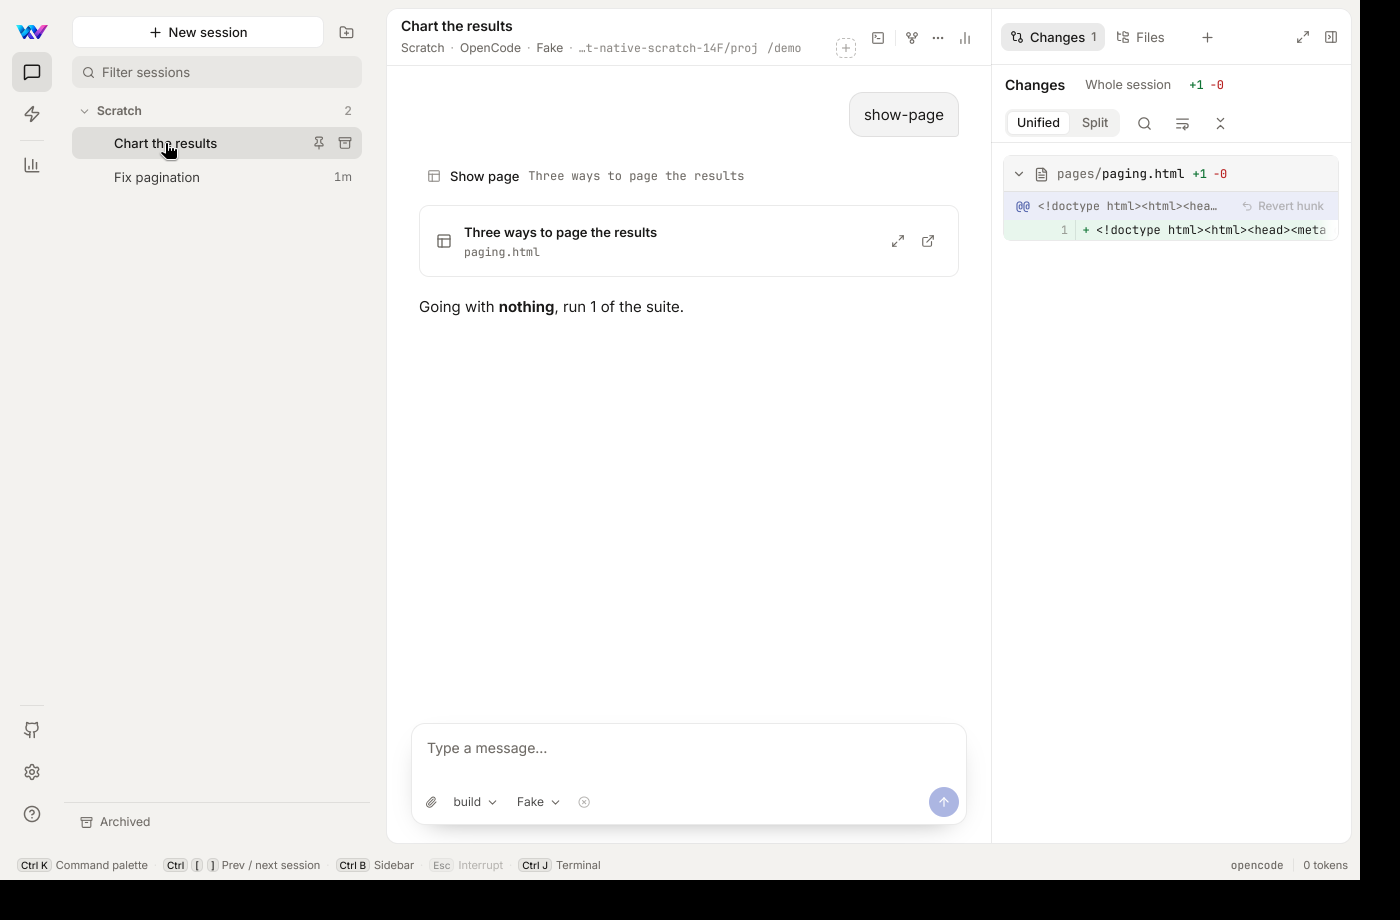 New session
Filter sessions
Scratch 2
Chart the results
Fix pagination 1m
Archived
Chart the results
Scratch · OpenCode · Fake · …t-native-scratch-14F/proj /demo
show-page
Show page Three ways to page the results
Three ways to page the results
paging.html
Going with nothing, run 1 of the suite.
Type a message...
build Fake
Changes 1 Files
Changes Whole session +1 -0
Unified Split
pages/paging.html +1 -0
@@ <!doctype html><html><hea… Revert hunk
1 + <!doctype html><html><head><meta
Ctrl K Command palette · Ctrl [ ] Prev / next session · Ctrl B Sidebar · Esc Interrupt · Ctrl J Terminal opencode 0 tokens